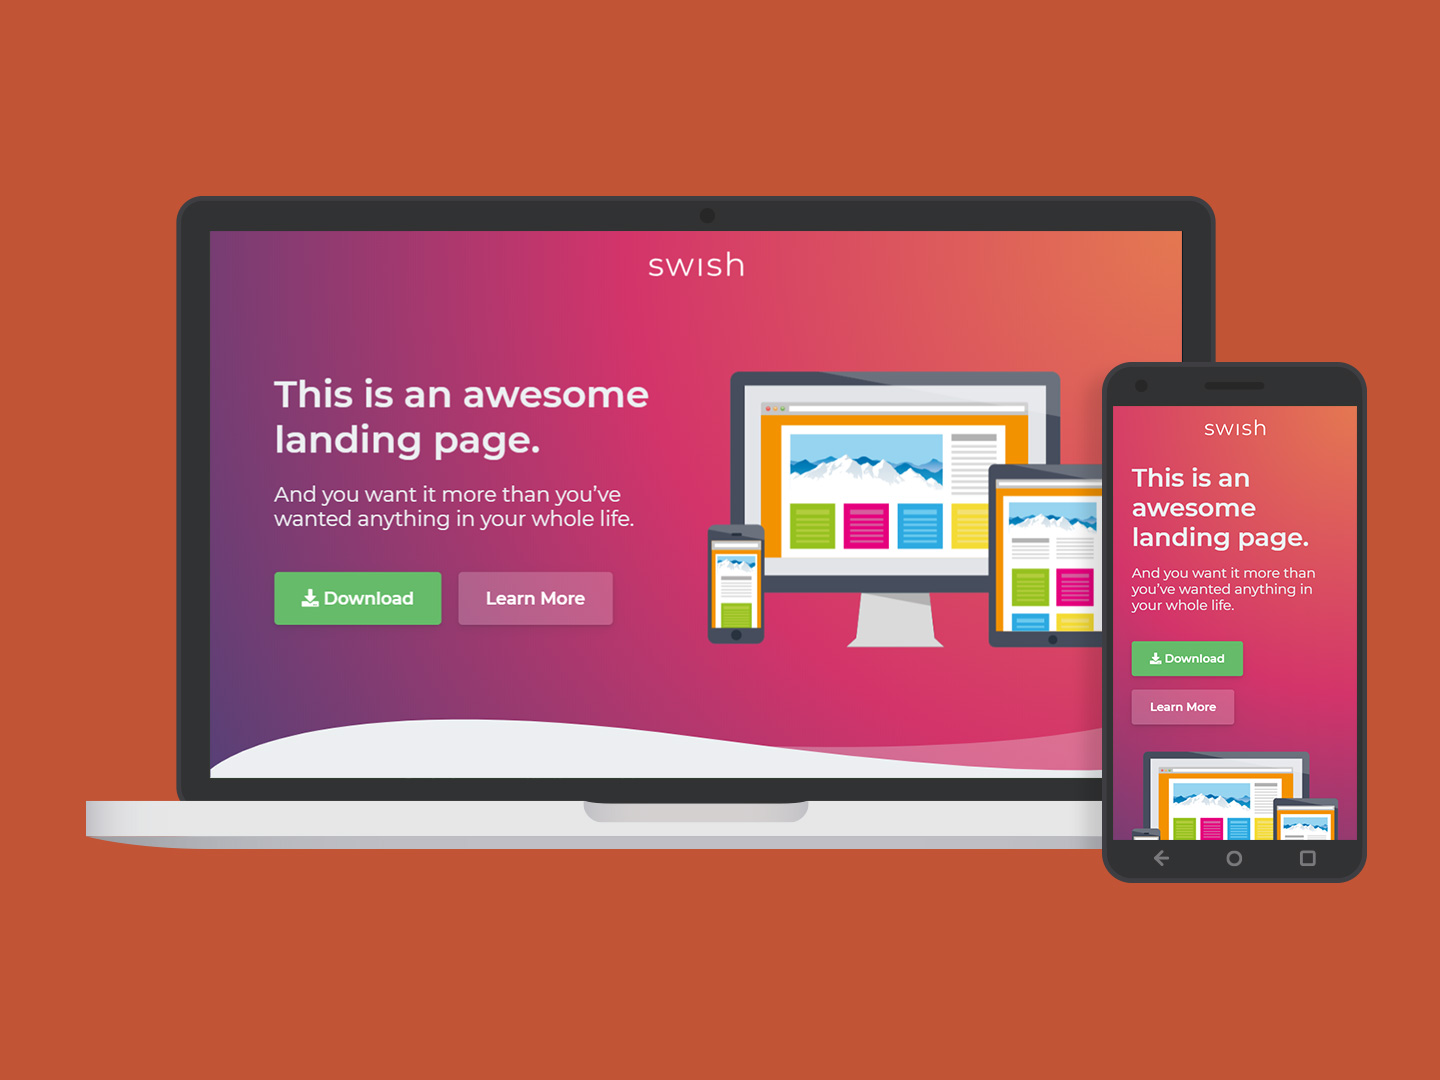 swish
This is an awesome
landing page.
And you want it more than you’ve
wanted anything in your whole life.
Download
Learn More
swish
This is an
awesome
landing page.
And you want it more than
you’ve wanted anything in
your whole life.
Download
Learn More